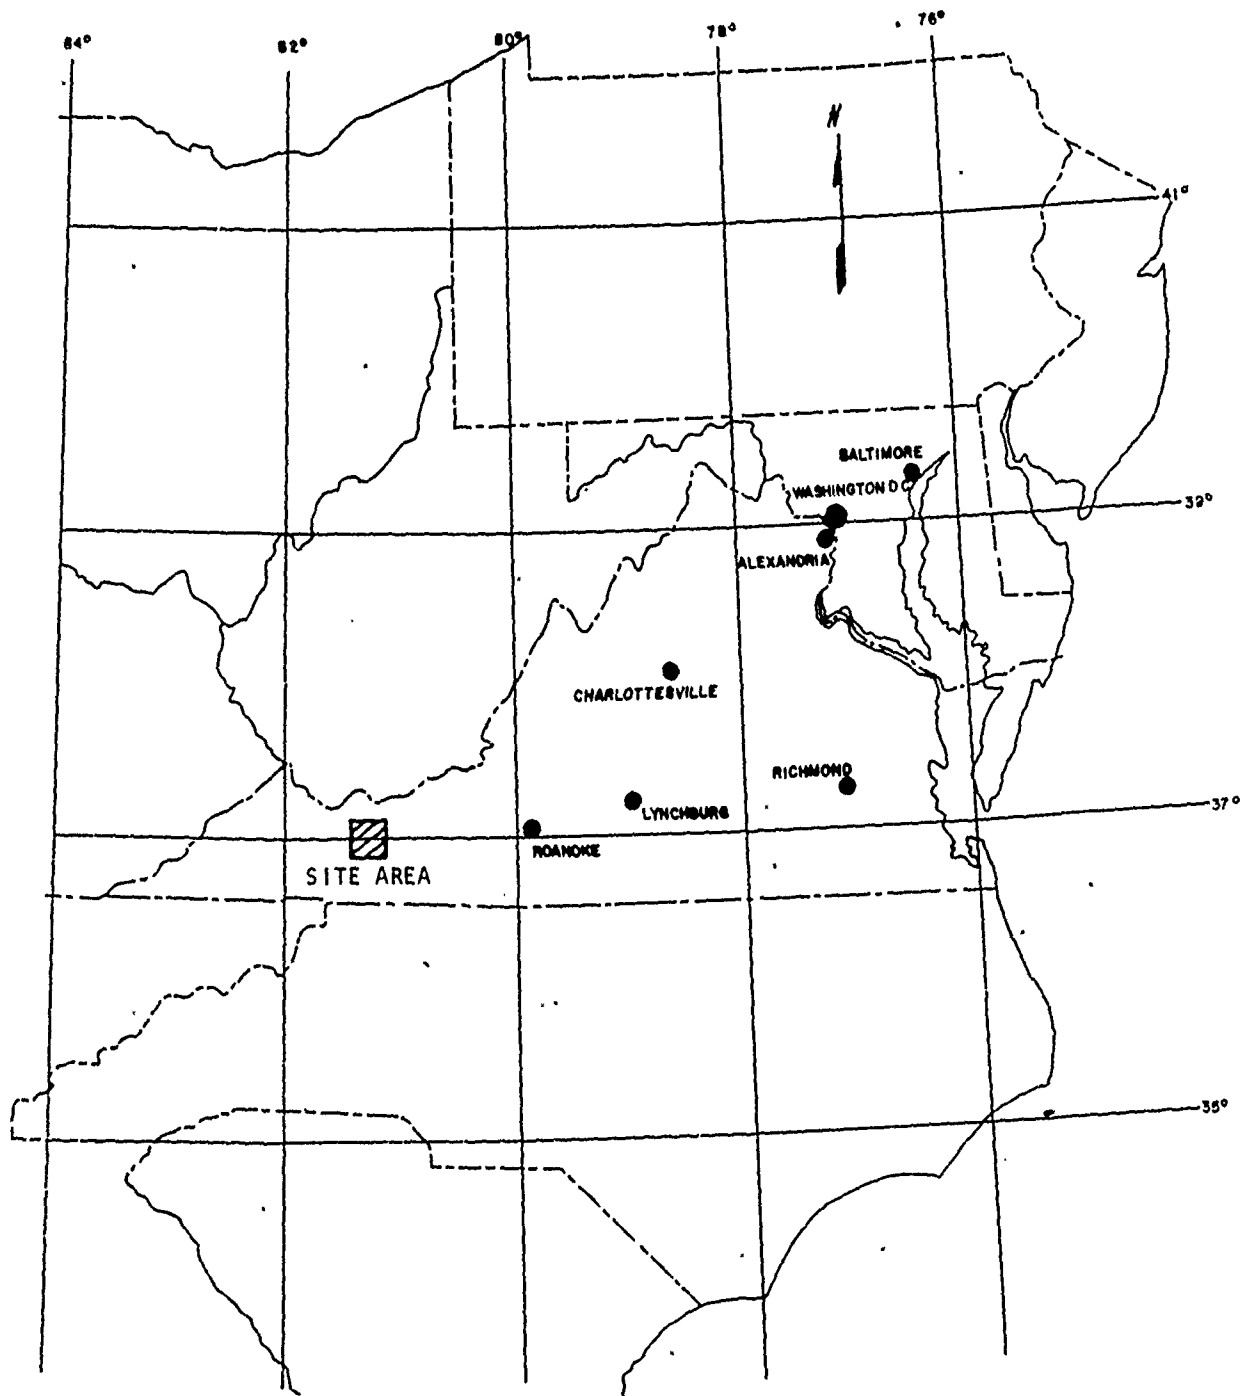 84°
82°
80°
78°
76°
N
41°
BALTIMORE
WASHINGTON D C
39°
ALEXANDRIA
CHARLOTTESVILLE
RICHMOND
LYNCHBURG
37°
ROANOKE
SITE AREA
35°